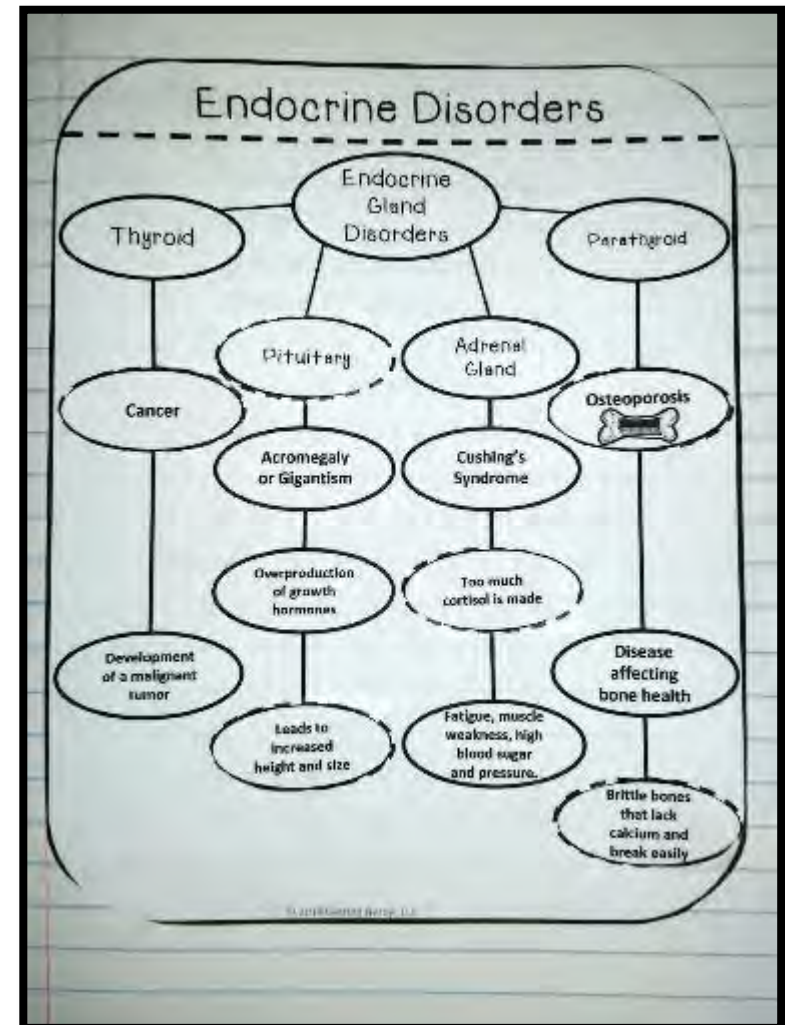 Endocrine Disorders
Endocrine
Gland
Disorders
Thyroid
Parathyroid
Pituitary
Adrenal
Gland
Cancer
Osteoporosis
Acromegaly
or Gigantism
Cushing's
Syndrome
Overproduction
of growth
hormones
Too much
cortisol is made
Development
of a malignant
tumor
Disease
affecting
bone health
Leads to
increased
height and size
Fatigue, muscle
weakness, high
blood sugar
and pressure.
Brittle bones
that lack
calcium and
break easily